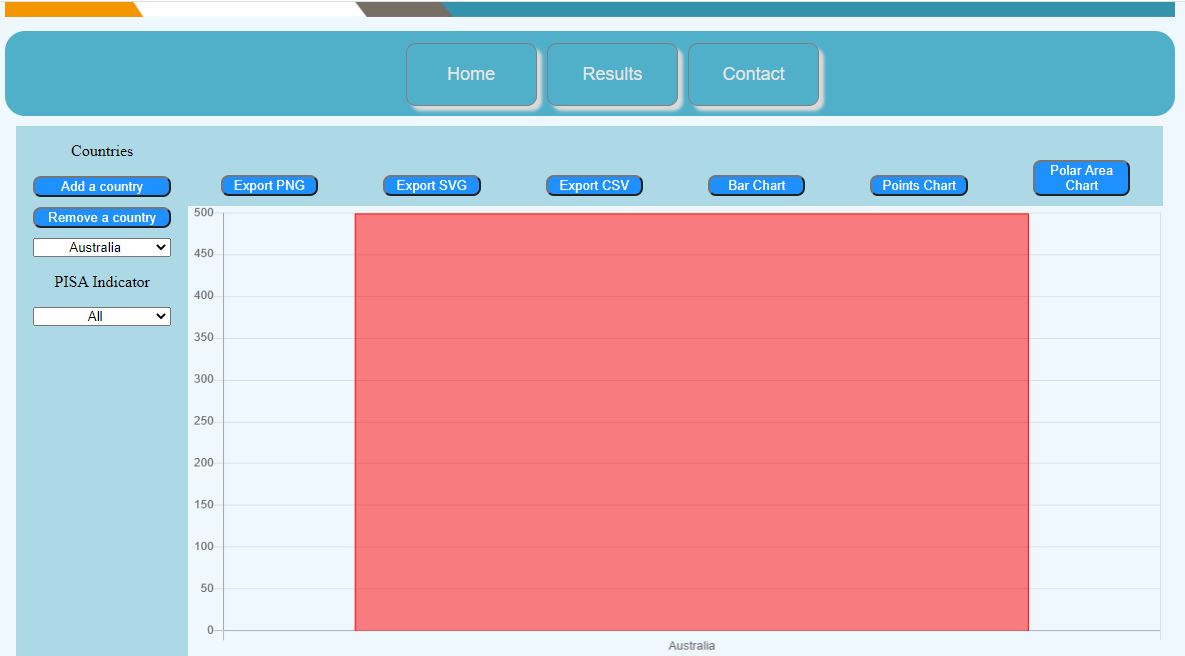 Home
Results
Contact
Countries
Add a country
Remove a country
Australia
PISA Indicator
All
Export PNG
Export SVG
Export CSV
Bar Chart
Points Chart
Polar Area
Chart
500
450
400
350
300
250
200
150
100
50
0
Australia